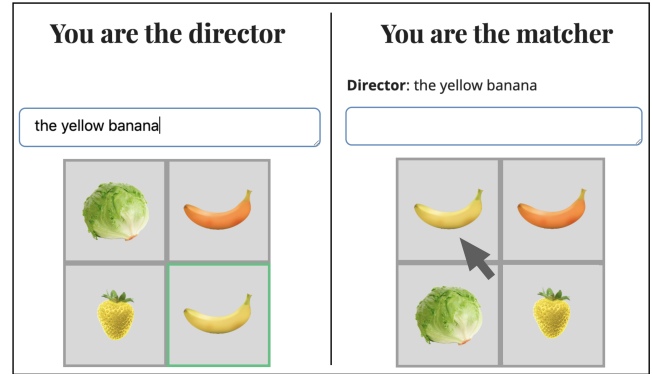 You are the director
the yellow banana
You are the matcher
Director: the yellow banana